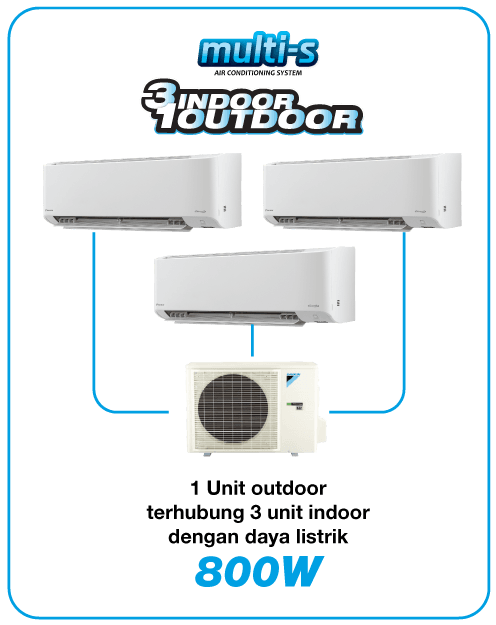 multi-s
AIR CONDITIONING SYSTEM
3 INDOOR
1 OUTDOOR
1 Unit outdoor
terhubung 3 unit indoor
dengan daya listrik
800W